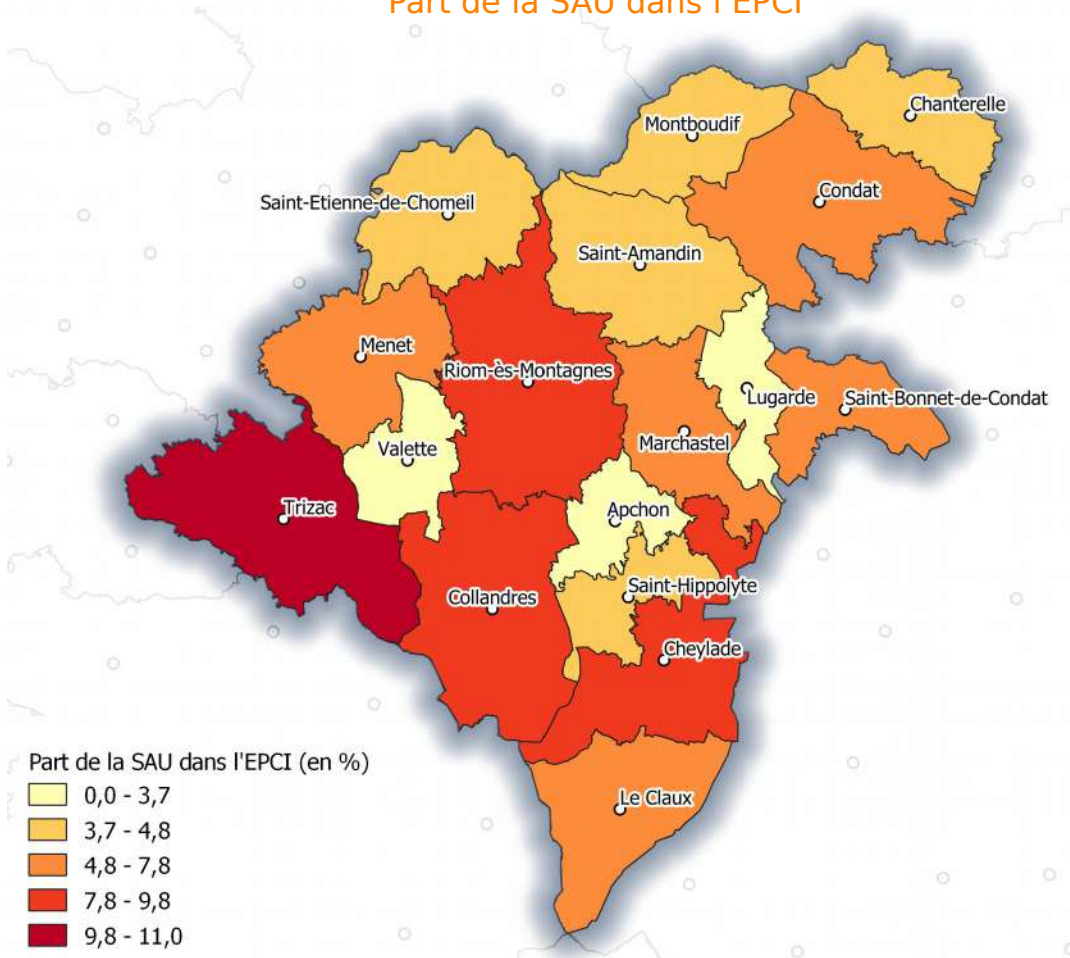 Part de la SAU dans l'EPCI
Chanterelle
Montboudif
Condat
Saint-Etienne-de-Chomeil
Saint-Amandin
Menet
Riom-ès-Montagnes
Lugarde
Saint-Bonnet-de-Condat
Marchastel
Valette
Trizac
Apchon
Saint-Hippolyte
Collandres
Cheylade
Le Claux
Part de la SAU dans l'EPCI (en %)
0,0 - 3,7
3,7 - 4,8
4,8 - 7,8
7,8 - 9,8
9,8 - 11,0